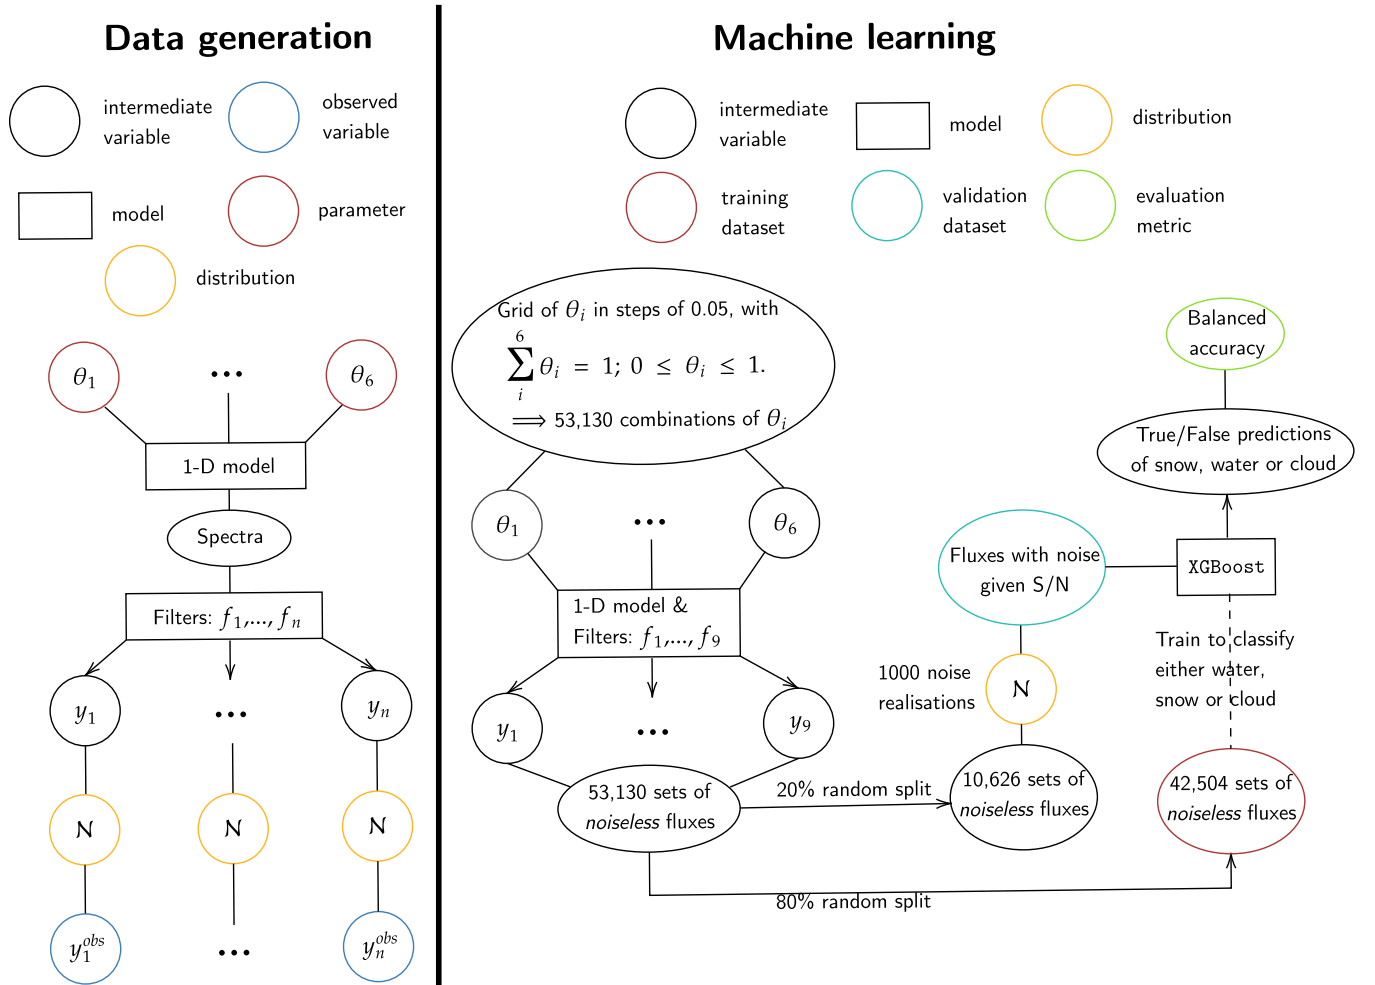 Data generation
intermediate
variable
observed
variable
model
parameter
distribution
θ1
...
θ6
1-D model
Spectra
Filters: f1,..., fn
y1
...
yn
N
N
N
y1^obs
...
yn^obs
Machine learning
intermediate
variable
model
distribution
training
dataset
validation
dataset
evaluation
metric
Grid of θi in steps of 0.05, with
∑_i^6 θi = 1; 0 ≤ θi ≤ 1.
⟹ 53,130 combinations of θi
θ1
...
θ6
1-D model &
Filters: f1,..., f9
y1
...
y9
53,130 sets of
noiseless fluxes
20% random split
80% random split
10,626 sets of
noiseless fluxes
1000 noise
realisations
N
Fluxes with noise
given S/N
42,504 sets of
noiseless fluxes
Train to classify
either water,
snow or cloud
XGBoost
True/False predictions
of snow, water or cloud
Balanced
accuracy